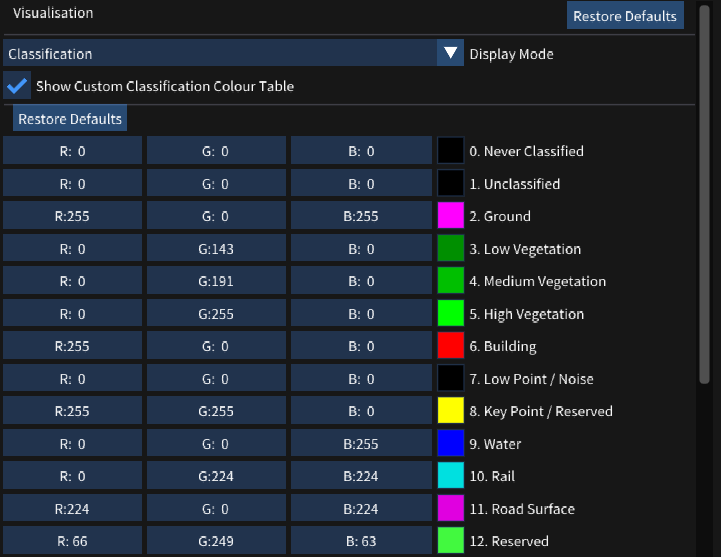 Visualisation
Restore Defaults
Classification Display Mode
Show Custom Classification Colour Table
Restore Defaults
R: 0 G: 0 B: 0 0. Never Classified
R: 0 G: 0 B: 0 1. Unclassified
R:255 G: 0 B:255 2. Ground
R: 0 G:143 B: 0 3. Low Vegetation
R: 0 G:191 B: 0 4. Medium Vegetation
R: 0 G:255 B: 0 5. High Vegetation
R:255 G: 0 B: 0 6. Building
R: 0 G: 0 B: 0 7. Low Point / Noise
R:255 G:255 B: 0 8. Key Point / Reserved
R: 0 G: 0 B:255 9. Water
R: 0 G:224 B:224 10. Rail
R:224 G: 0 B:224 11. Road Surface
R: 66 G:249 B: 63 12. Reserved